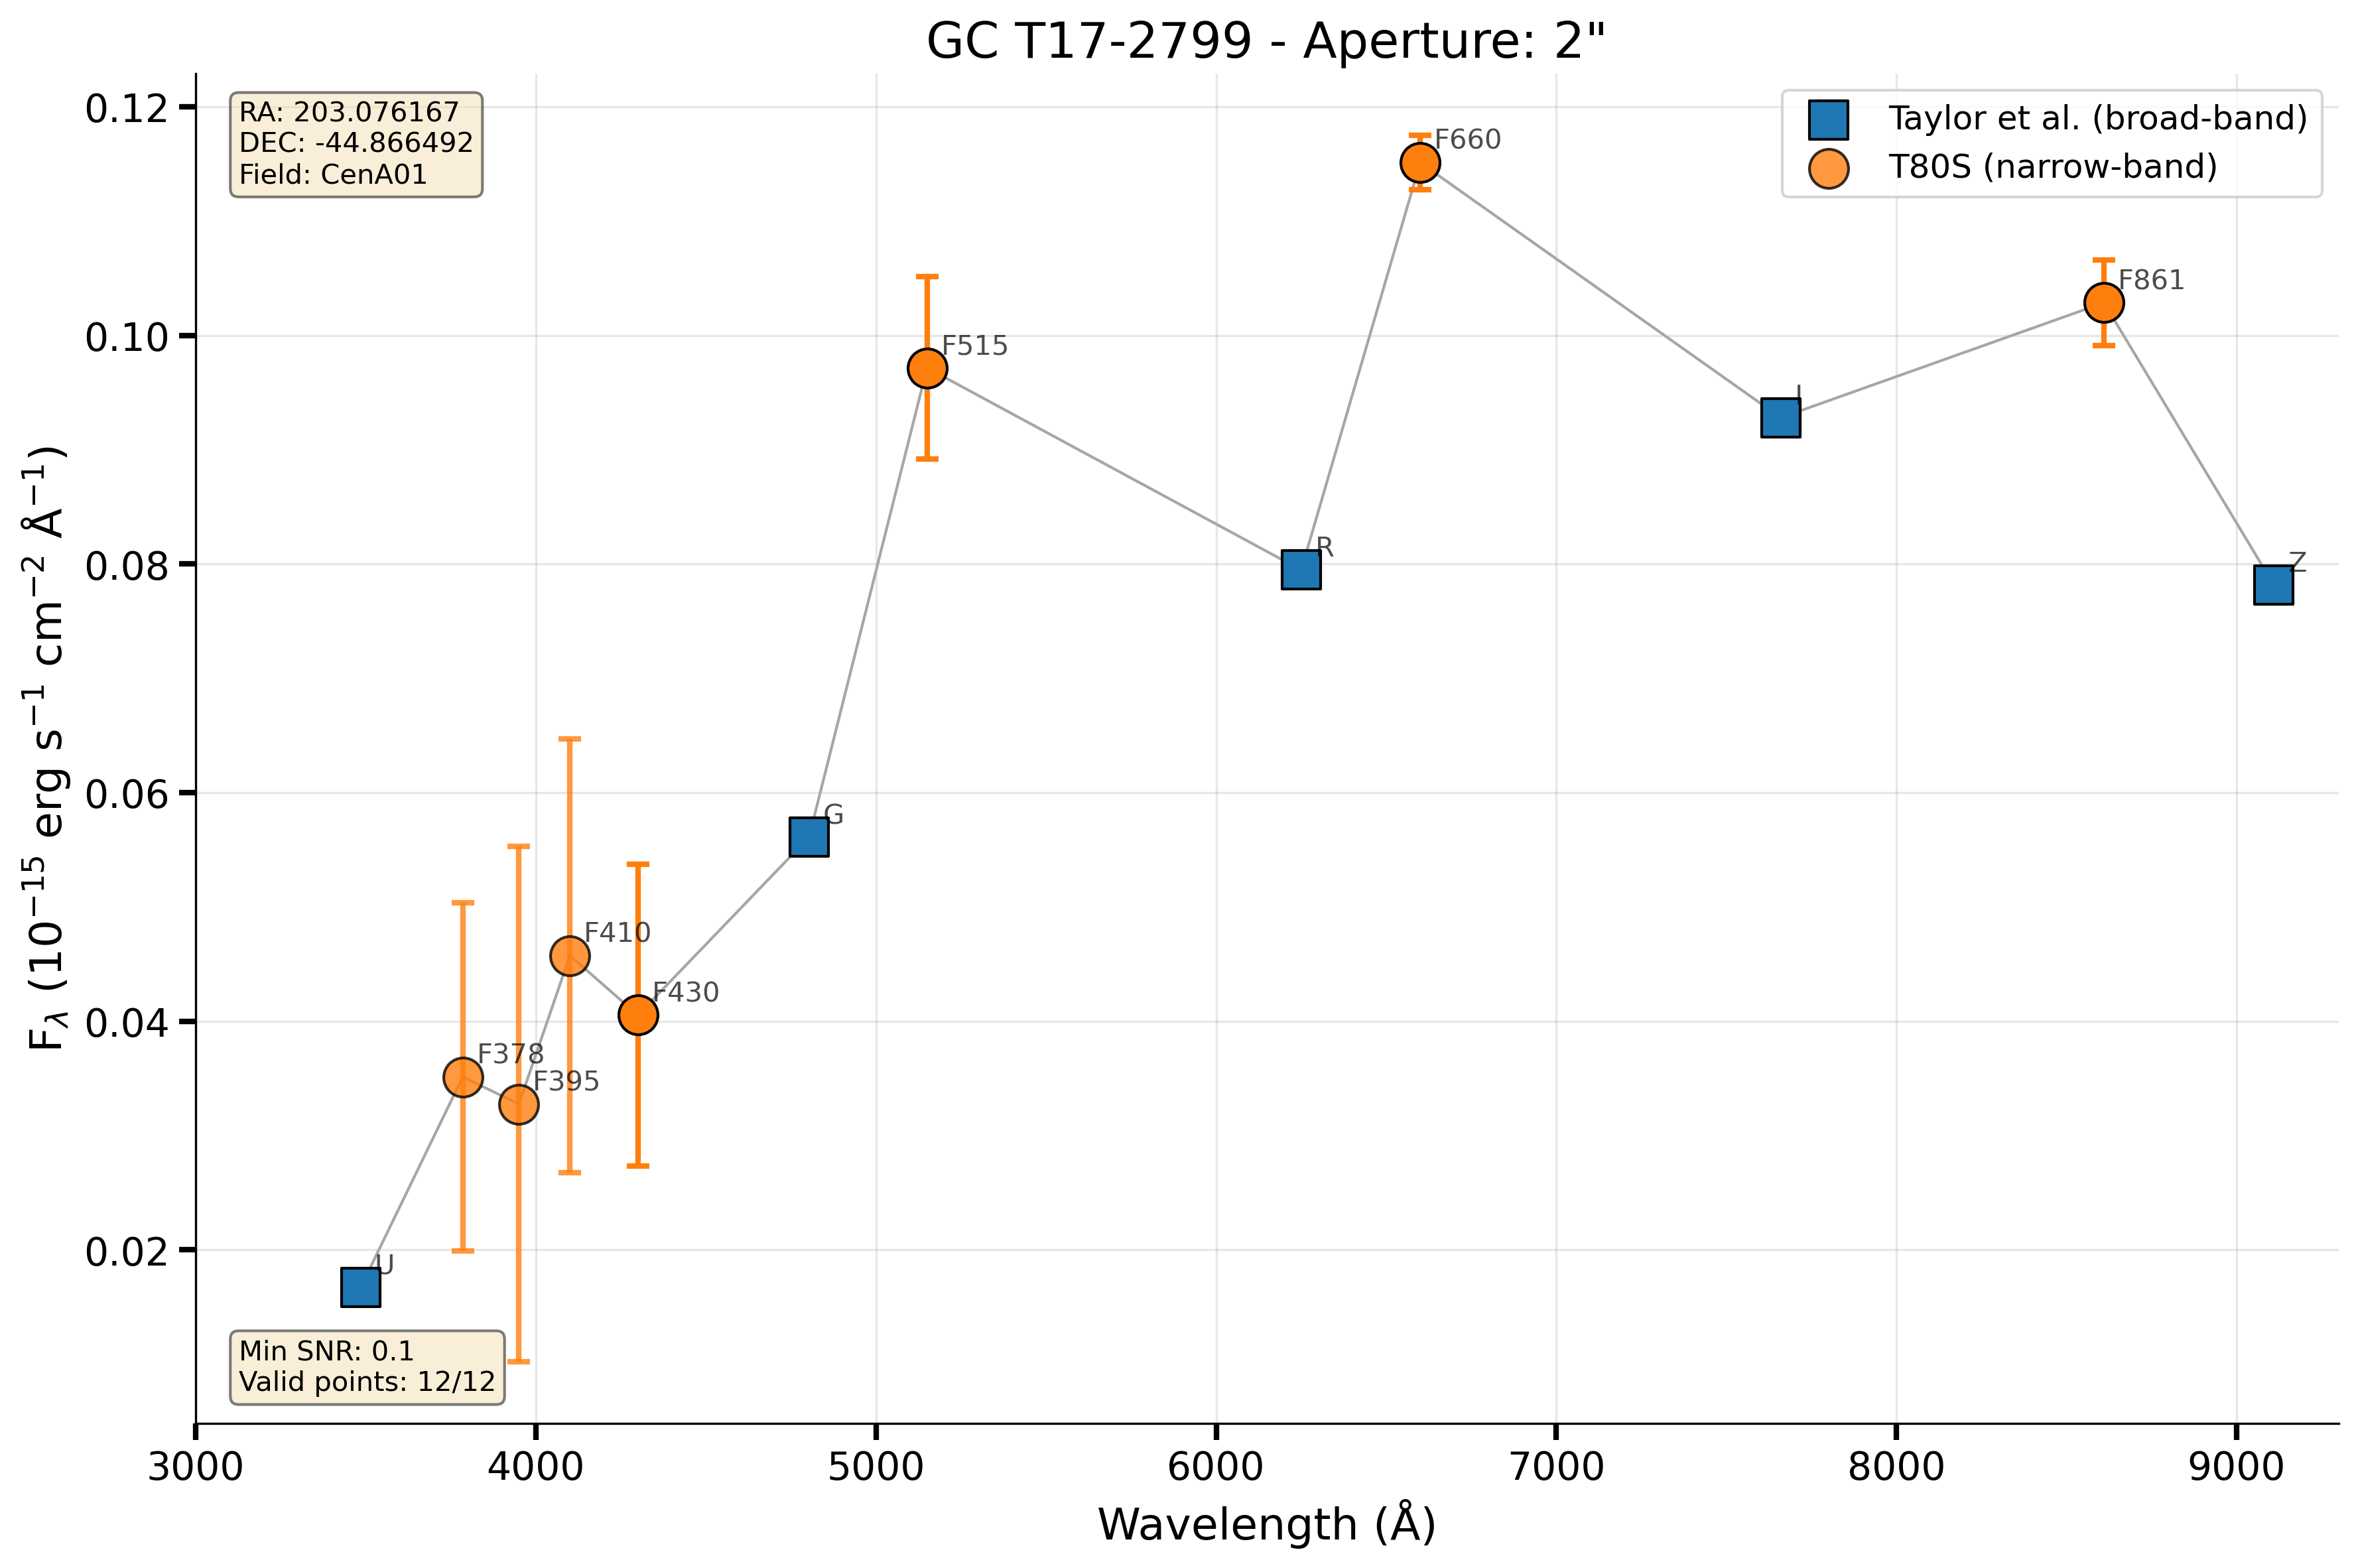 GC T17-2799 - Aperture: 2"
RA: 203.076167
DEC: -44.866492
Field: CenA01
Taylor et al. (broad-band)
T80S (narrow-band)
F660
F861
F515
I
R
Z
G
F410
F430
F378
F395
U
Min SNR: 0.1
Valid points: 12/12
0.12
0.10
0.08
0.06
0.04
0.02
F_λ (10⁻¹⁵ erg s⁻¹ cm⁻² Å⁻¹)
3000 4000 5000 6000 7000 8000 9000
Wavelength (Å)